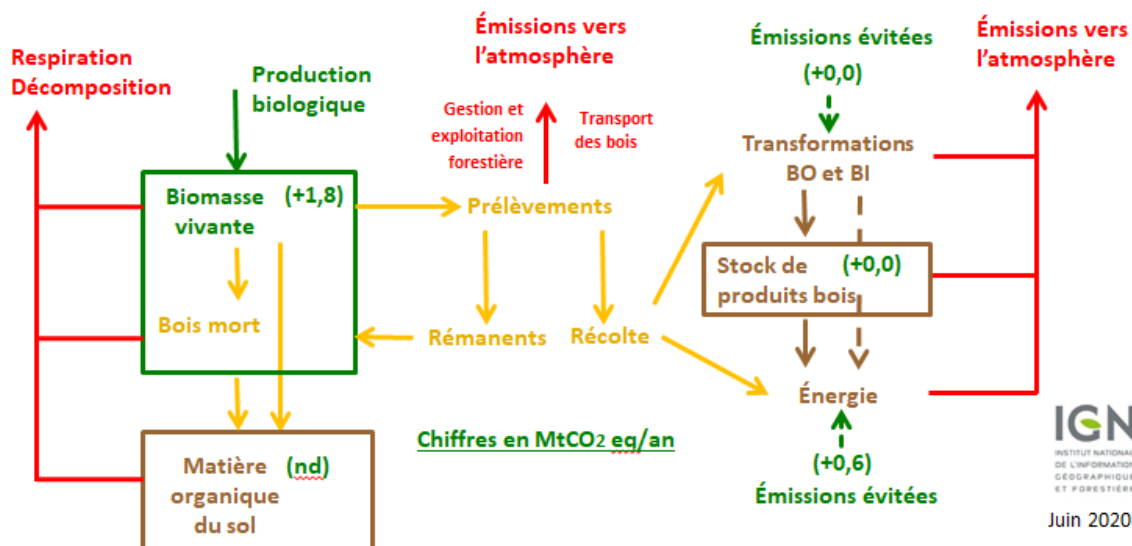 Respiration
Décomposition
Production
biologique
Émissions vers
l'atmosphère
Gestion et
exploitation
forestière
Transport
des bois
Émissions évitées
(+0,0)
Émissions vers
l'atmosphère
Transformations
BO et BI
Biomasse (+1,8)
vivante
Prélèvements
Stock de (+0,0)
produits bois
Bois mort
Rémanents
Récolte
Énergie
Chiffres en MtCO2 eq/an
Matière (nd)
organique
du sol
(+0,6)
Émissions évitées
IGN
INSTITUT NATIONAL
DE L'INFORMATION
GÉOGRAPHIQUE
ET FORESTIÈRE
Juin 2020